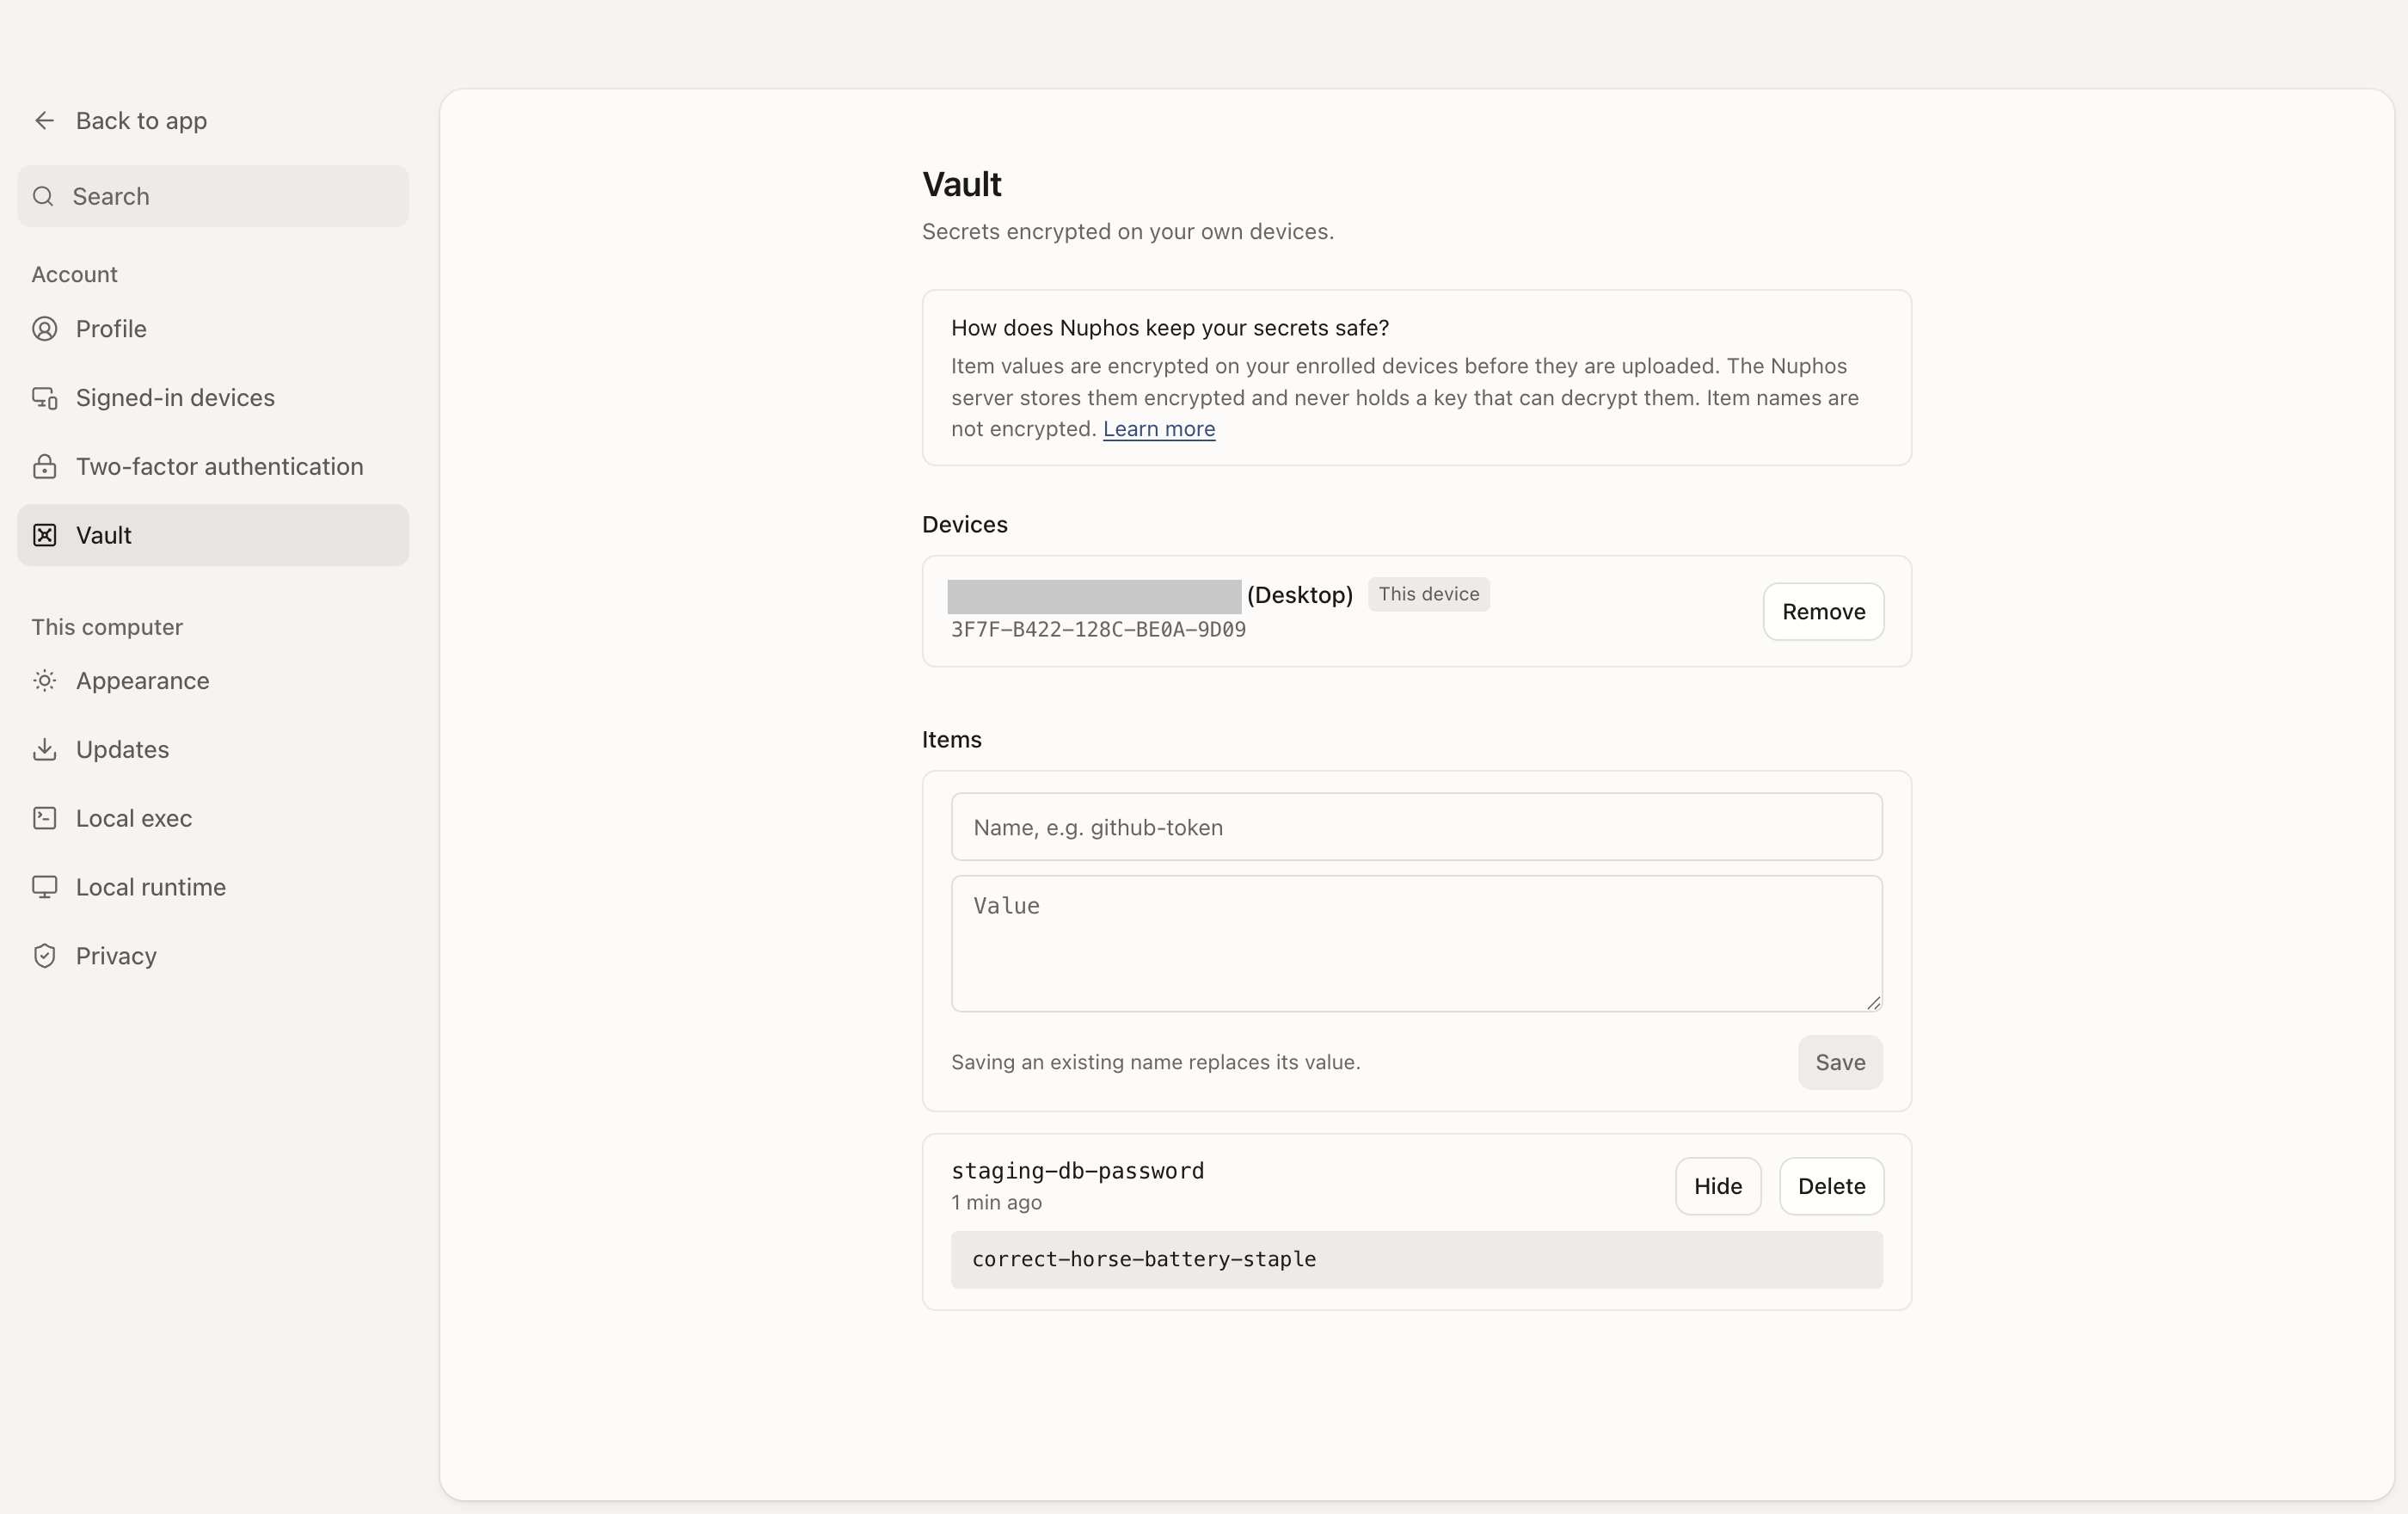 Back to app
Search
Account
Profile
Signed-in devices
Two-factor authentication
Vault
This computer
Appearance
Updates
Local exec
Local runtime
Privacy
Vault
Secrets encrypted on your own devices.
How does Nuphos keep your secrets safe?
Item values are encrypted on your enrolled devices before they are uploaded. The Nuphos
server stores them encrypted and never holds a key that can decrypt them. Item names are
not encrypted. Learn more
Devices
(Desktop) This device
3F7F-B422-128C-BE0A-9D09
Remove
Items
Name, e.g. github-token
Value
Saving an existing name replaces its value.
Save
staging-db-password
1 min ago
Hide
Delete
correct-horse-battery-staple